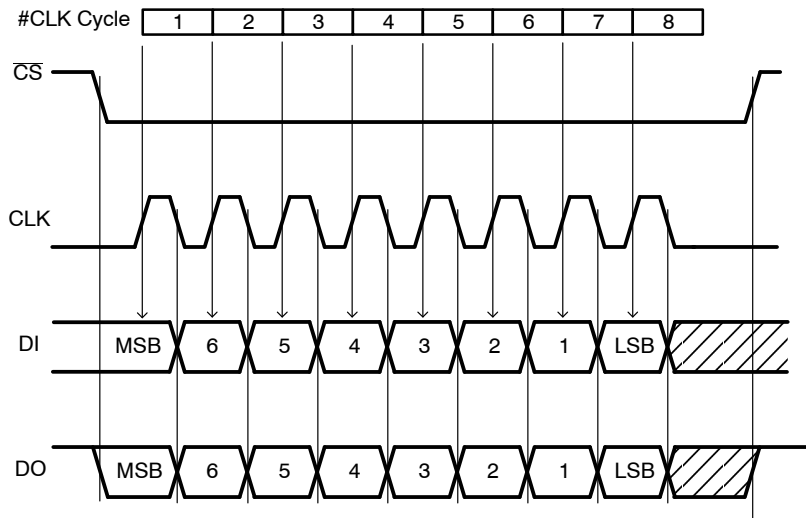 #CLK Cycle 1 2 3 4 5 6 7 8
CS
CLK
DI MSB 6 5 4 3 2 1 LSB
DO MSB 6 5 4 3 2 1 LSB